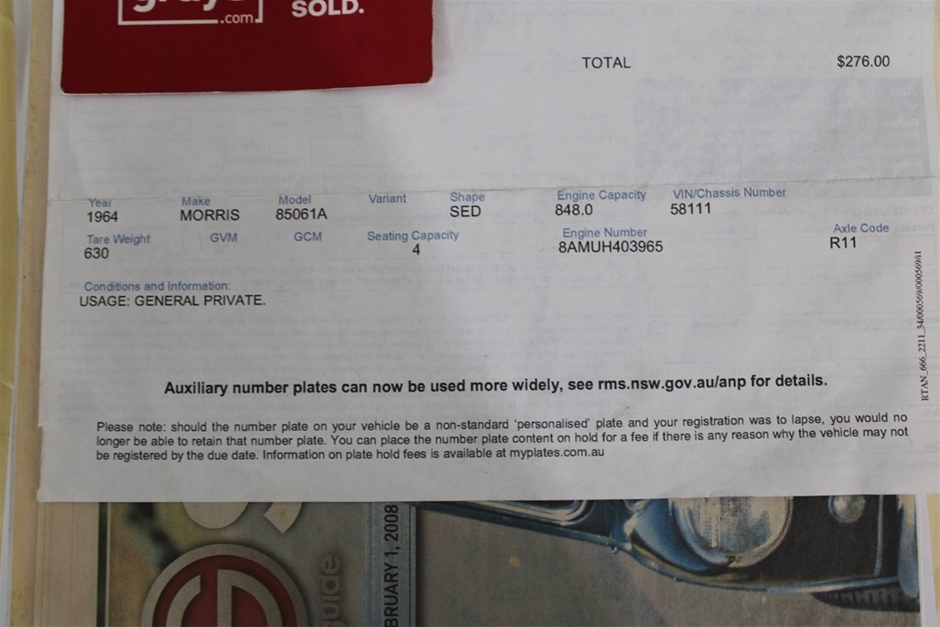 .com
SOLD.
TOTAL $276.00
Year Make Model Variant Shape Engine Capacity VIN/Chassis Number
1964 MORRIS 85061A SED 848.0 58111
Tare Weight GVM GCM Seating Capacity Engine Number Axle Code
630 4 8AMUH403965 R11
Conditions and Information:
USAGE: GENERAL PRIVATE.
RTAN_666_2211_34/000569/000569/i1
Auxiliary number plates can now be used more widely, see rms.nsw.gov.au/anp for details.
Please note: should the number plate on your vehicle be a non-standard 'personalised' plate and your registration was to lapse, you would no
longer be able to retain that number plate. You can place the number plate content on hold for a fee if there is any reason why the vehicle may not
be registered by the due date. Information on plate hold fees is available at myplates.com.au
uide
BRUARY 1, 2008